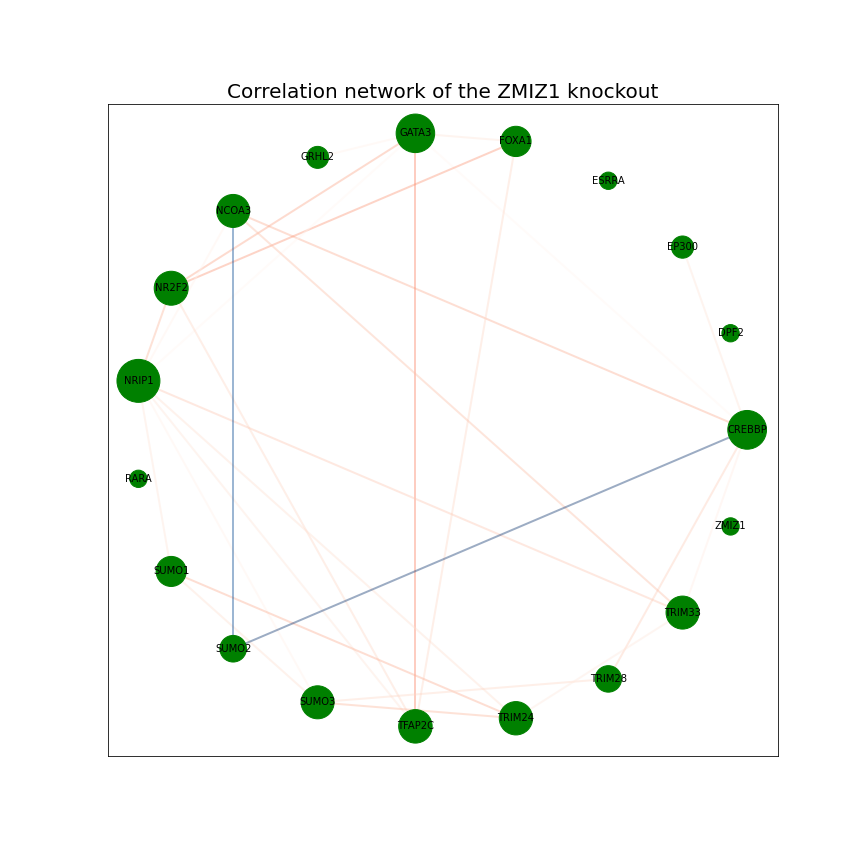 Correlation network of the ZMIZ1 knockout
GATA3
FOXA1
GRHL2
ESRRA
NCOA3
EP300
NR2F2
DPF2
NRIP1
CREBBP
RARA
ZMIZ1
SUMO1
TRIM33
SUMO2
TRIM28
SUMO3
TRIM24
TFAP2C